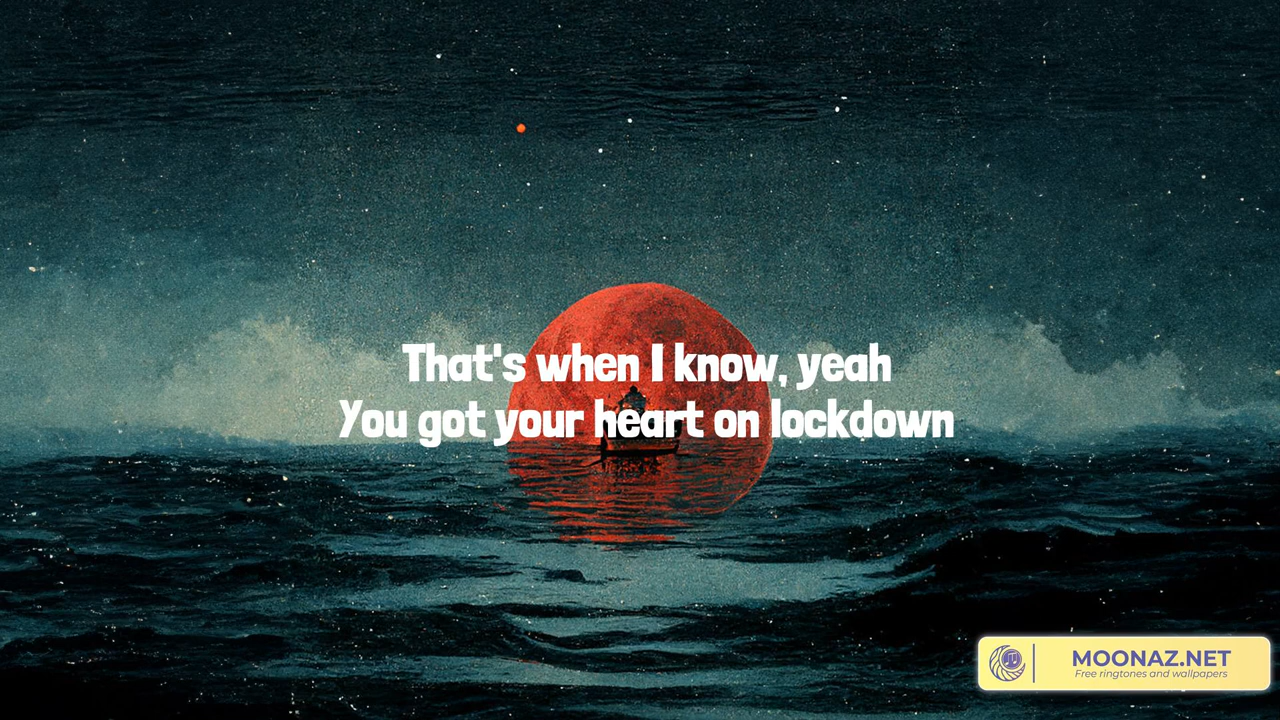 That's when I know, yeah
You got your heart on lockdown
MOONAZ.NET
Free ringtones and wallpapers